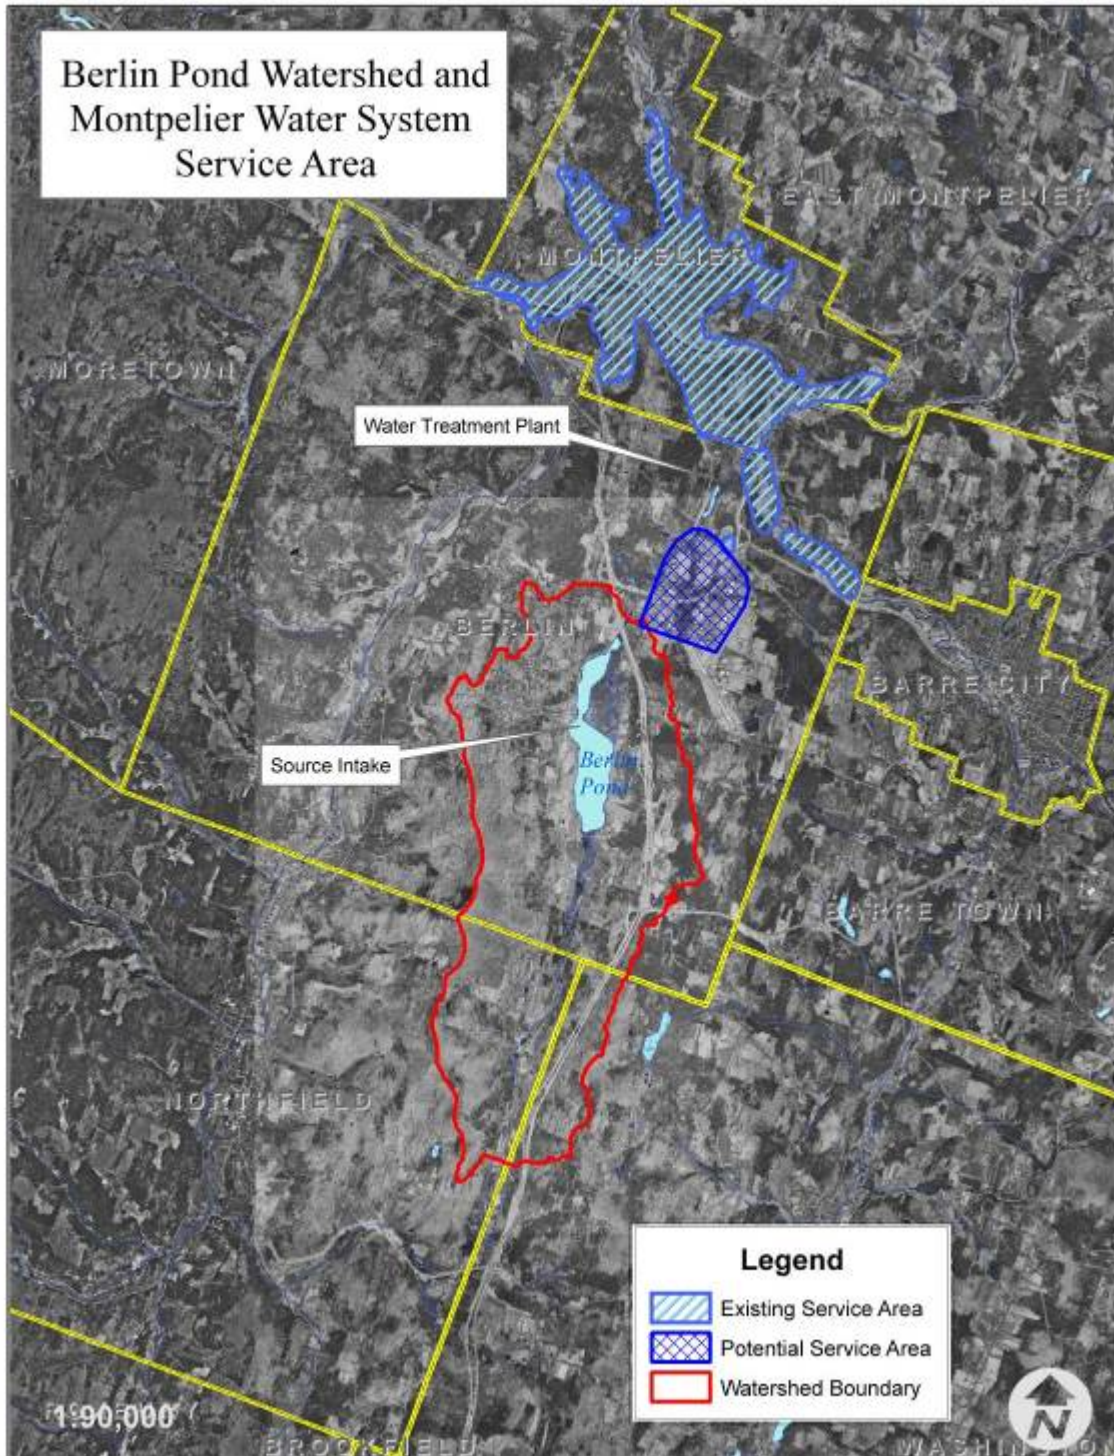 Berlin Pond Watershed and
Montpelier Water System
Service Area
EAST MONTPELIER
MONTPELIER
MORETOWN
Water Treatment Plant
BERLIN
BARRE CITY
Source Intake
Berlin
Pond
BARRE TOWN
NORTHFIELD
Legend
Existing Service Area
Potential Service Area
Watershed Boundary
1:90,000
N
BROOKFIELD